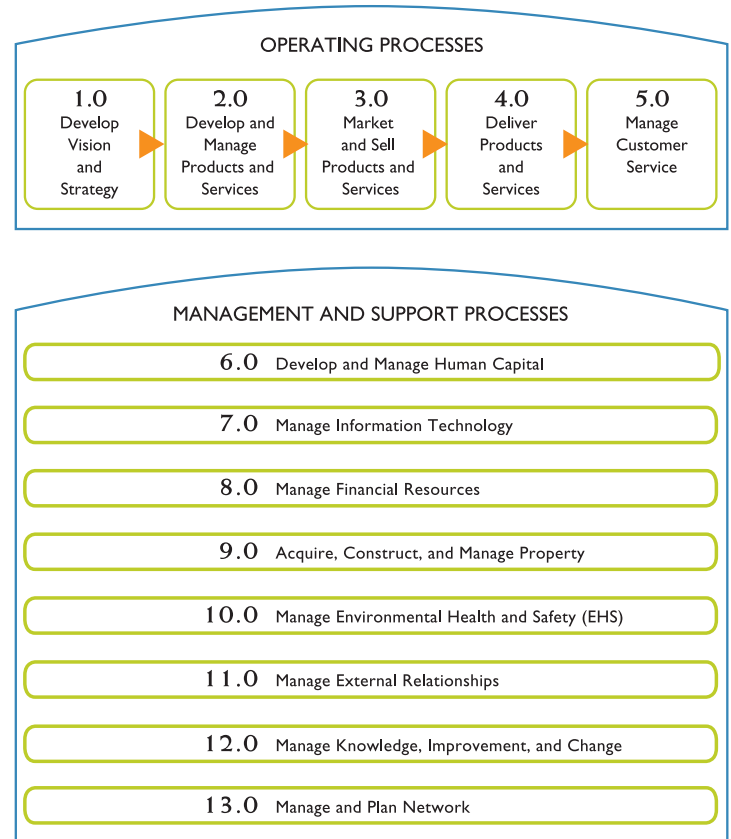 OPERATING PROCESSES
1.0
Develop
Vision
and
Strategy
2.0
Develop and
Manage
Products and
Services
3.0
Market
and Sell
Products and
Services
4.0
Deliver
Products
and
Services
5.0
Manage
Customer
Service
MANAGEMENT AND SUPPORT PROCESSES
6.0 Develop and Manage Human Capital
7.0 Manage Information Technology
8.0 Manage Financial Resources
9.0 Acquire, Construct, and Manage Property
10.0 Manage Environmental Health and Safety (EHS)
11.0 Manage External Relationships
12.0 Manage Knowledge, Improvement, and Change
13.0 Manage and Plan Network